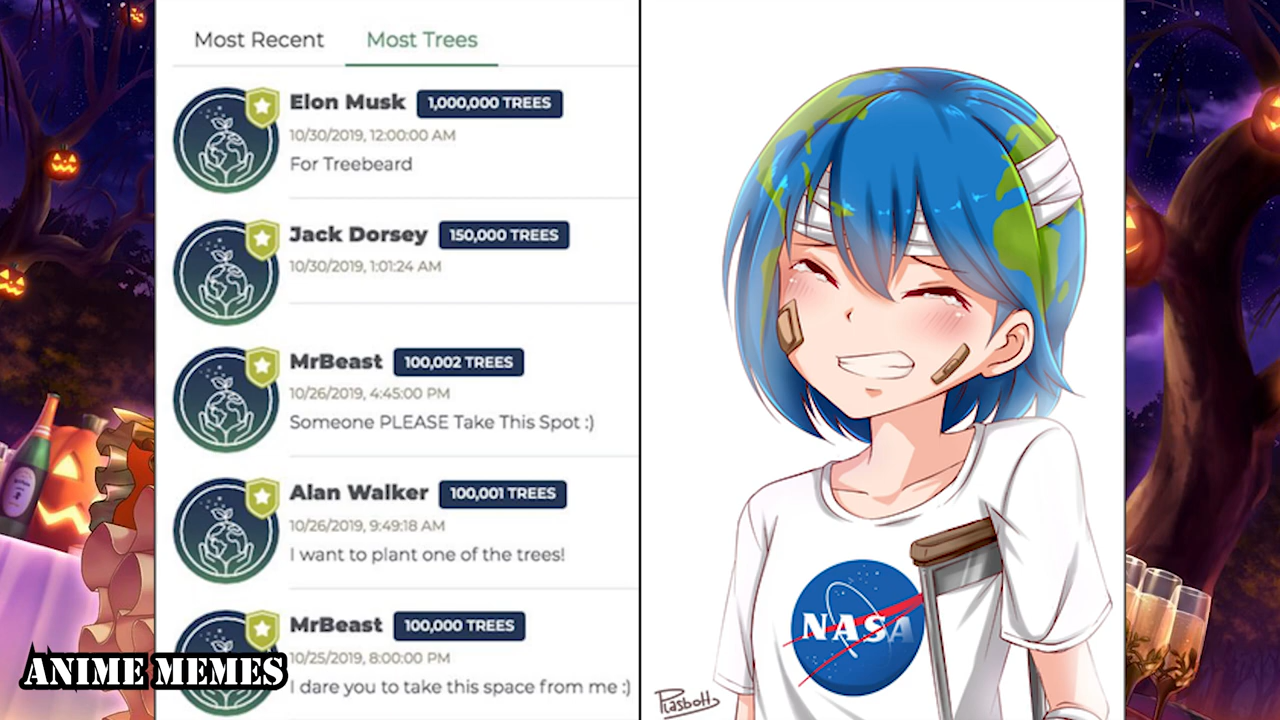 Most Recent
Most Trees
Elon Musk 1,000,000 TREES
10/30/2019, 12:00:00 AM
For Treebeard
Jack Dorsey 150,000 TREES
10/30/2019, 1:01:24 AM
MrBeast 100,002 TREES
10/26/2019, 4:45:00 PM
Someone PLEASE Take This Spot :)
Alan Walker 100,001 TREES
10/26/2019, 9:49:18 AM
I want to plant one of the trees!
MrBeast 100,000 TREES
10/25/2019, 8:00:00 PM
I dare you to take this space from me :)
ANIME MEMES
NASA
Plasbott